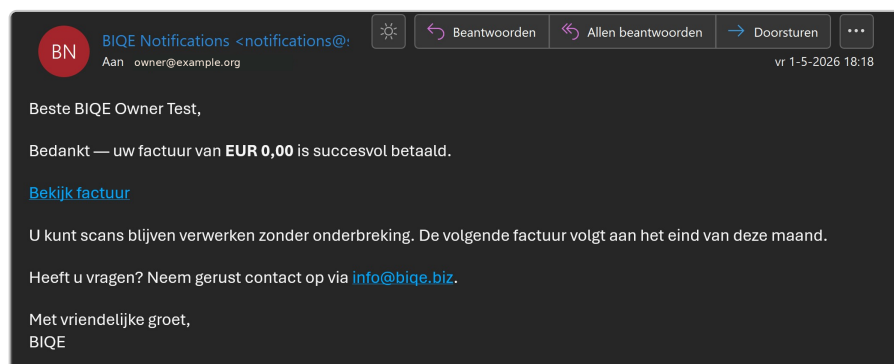 BN
BIQE Notifications <notifications@
Beantwoorden
Allen beantwoorden
Doorsturen
Aan owner@example.org
vr 1-5-2026 18:18
Beste BIQE Owner Test,
Bedankt — uw factuur van EUR 0,00 is succesvol betaald.
Bekijk factuur
U kunt scans blijven verwerken zonder onderbreking. De volgende factuur volgt aan het eind van deze maand.
Heeft u vragen? Neem gerust contact op via info@biqe.biz.
Met vriendelijke groet,
BIQE